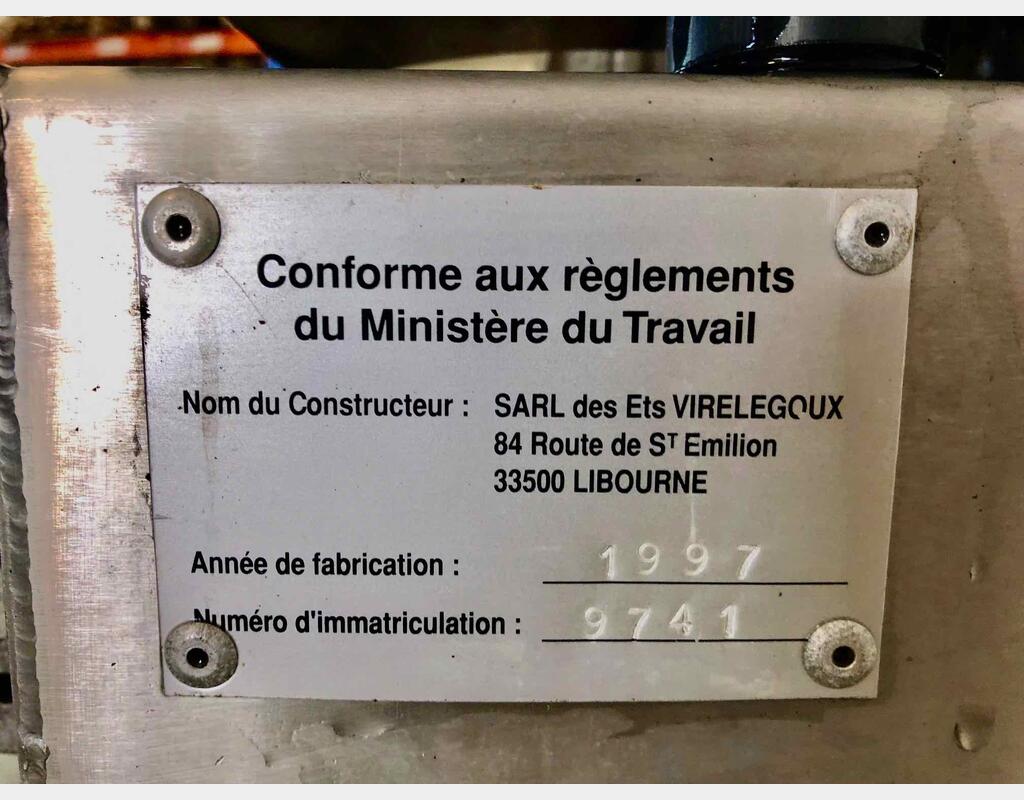 Conforme aux règlements
du Ministère du Travail
Nom du Constructeur : SARL des Ets VIRELEGOUX
84 Route de Sᵀ Emilion
33500 LIBOURNE
Année de fabrication : 1997
Numéro d'immatriculation : 9741